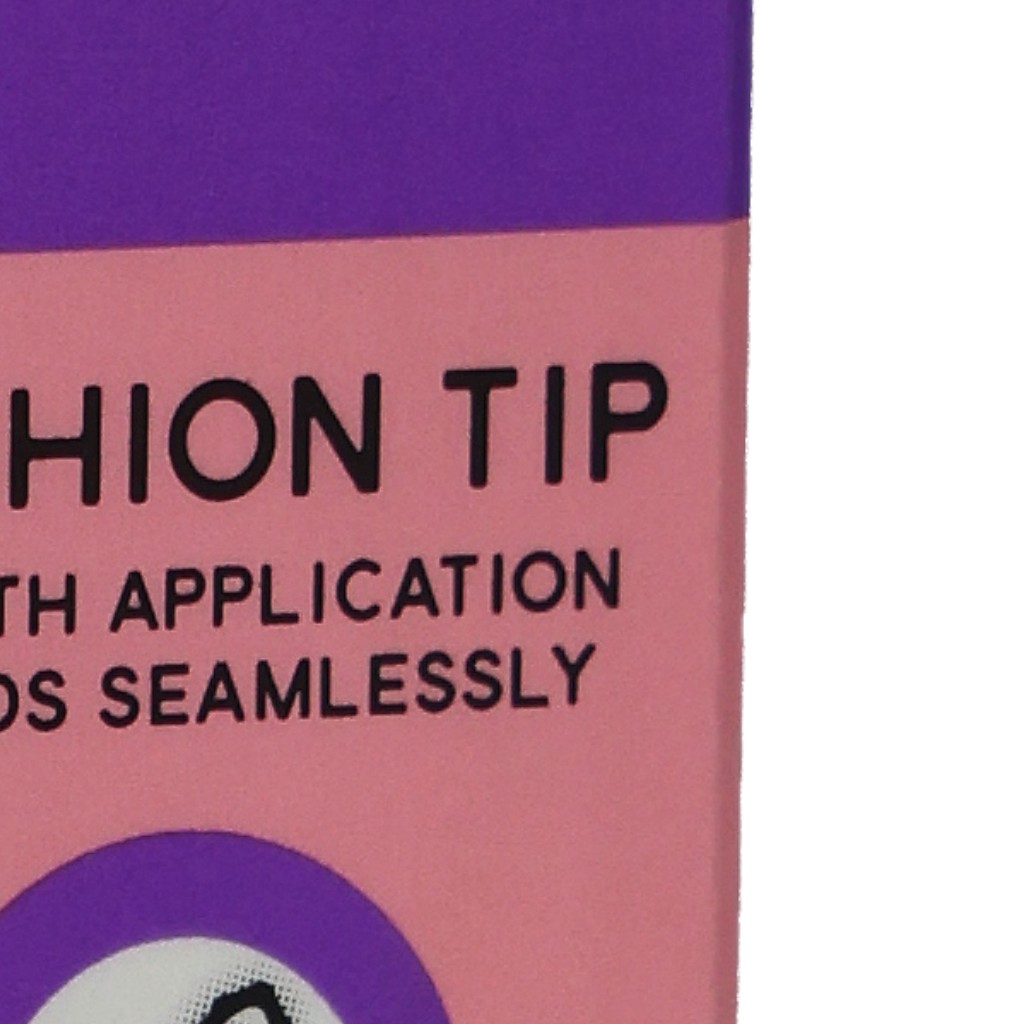 HION TIP
TH APPLICATION
DS SEAMLESSLY